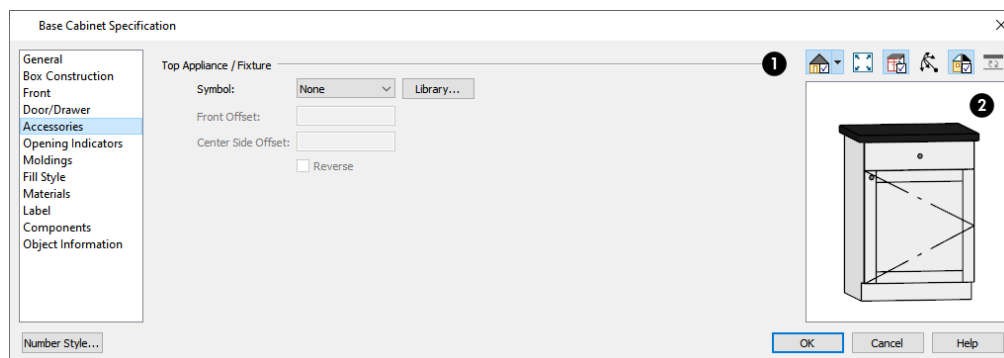 Base Cabinet Specification
General
Box Construction
Front
Door/Drawer
Accessories
Opening Indicators
Moldings
Fill Style
Materials
Label
Components
Object Information
Top Appliance / Fixture
Symbol: None Library...
Front Offset:
Center Side Offset:
Reverse
1
2
Number Style...
OK Cancel Help